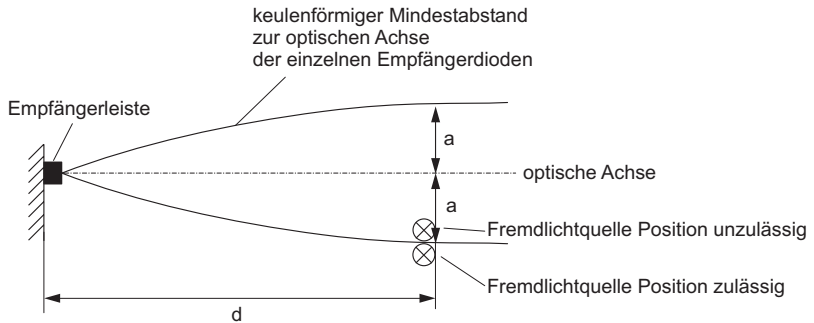 keulenförmiger Mindestabstand
zur optischen Achse
der einzelnen Empfängerdioden
Empfängerleiste
a
optische Achse
a
Fremdlichtquelle Position unzulässig
Fremdlichtquelle Position zulässig
d